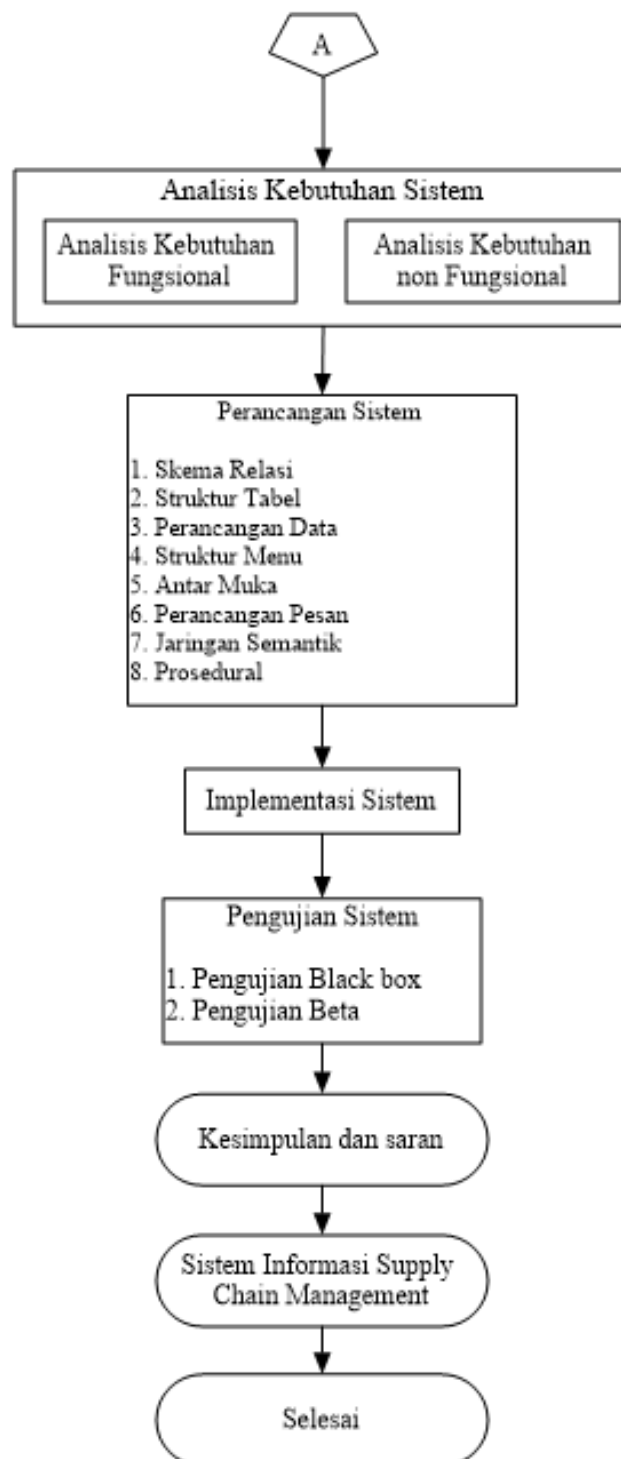 A
Analisis Kebutuhan Sistem
Analisis Kebutuhan
Fungsional
Analisis Kebutuhan
non Fungsional
Perancangan Sistem
1. Skema Relasi
2. Struktur Tabel
3. Perancangan Data
4. Struktur Menu
5. Antar Muka
6. Perancangan Pesan
7. Jaringan Semantik
8. Prosedural
Implementasi Sistem
Pengujian Sistem
1. Pengujian Black box
2. Pengujian Beta
Kesimpulan dan saran
Sistem Informasi Supply
Chain Management
Selesai